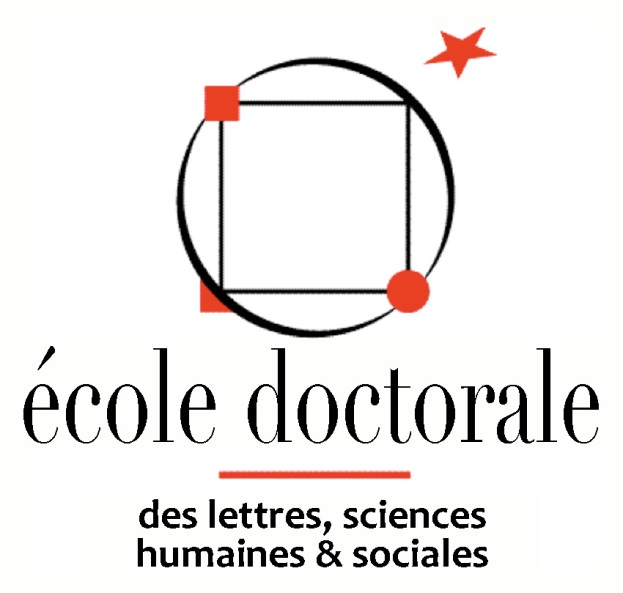 école doctorale
des lettres, sciences
humaines & sociales